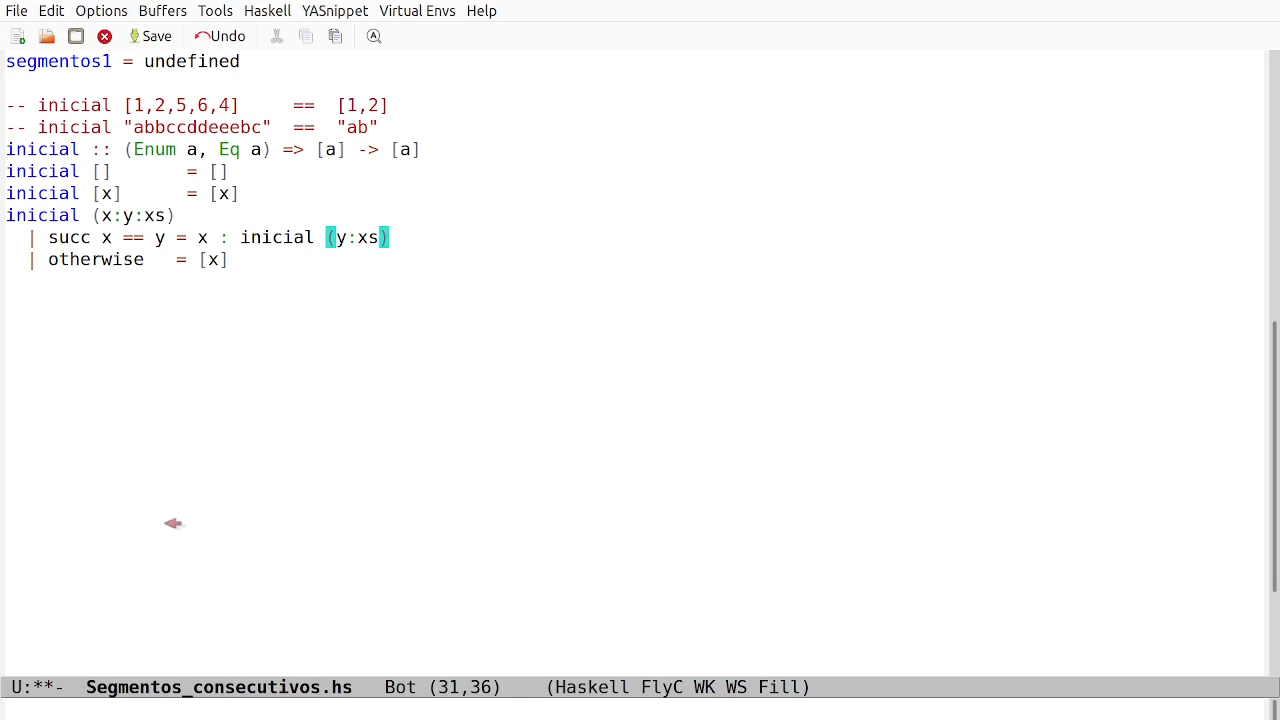 File Edit Options Buffers Tools Haskell YASnippet Virtual Envs Help
Save Undo
segmentos1 = undefined
-- inicial [1,2,5,6,4]     ==  [1,2]
-- inicial "abbccddeeebc"  ==  "ab"
inicial :: (Enum a, Eq a) => [a] -> [a]
inicial []       = []
inicial [x]      = [x]
inicial (x:y:xs)
  | succ x == y = x : inicial (y:xs)
  | otherwise   = [x]
U:**-  Segmentos_consecutivos.hs   Bot (31,36)    (Haskell FlyC WK WS Fill)